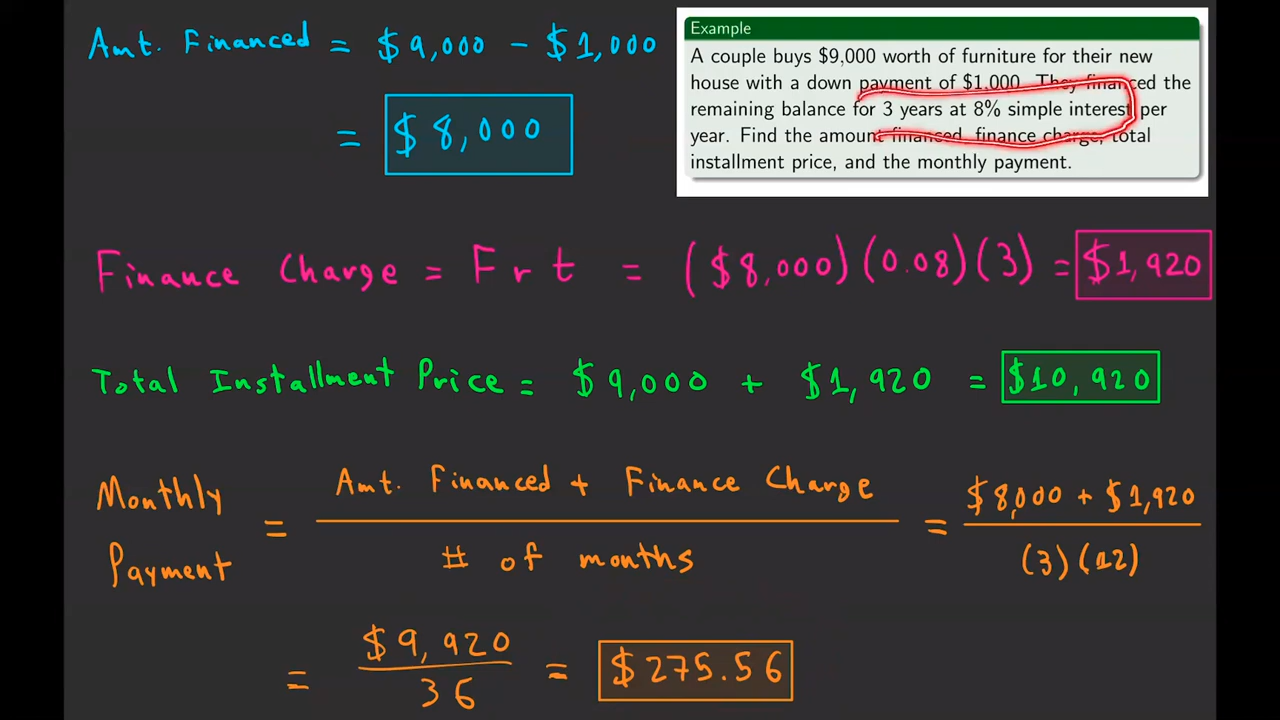 Amt. Financed = $9,000 - $1,000
= $8,000
Example
A couple buys $9,000 worth of furniture for their new
house with a down payment of $1,000. They financed the
remaining balance for 3 years at 8% simple interest per
year. Find the amount financed, finance charge, total
installment price, and the monthly payment.
Finance Charge = F r t = ($8,000)(0.08)(3) = $1,920
Total Installment Price = $9,000 + $1,920 = $10,920
Monthly Payment = Amt. Financed + Finance Charge / # of months = $8,000 + $1,920 / (3)(12)
= $9,920 / 36 = $275.56